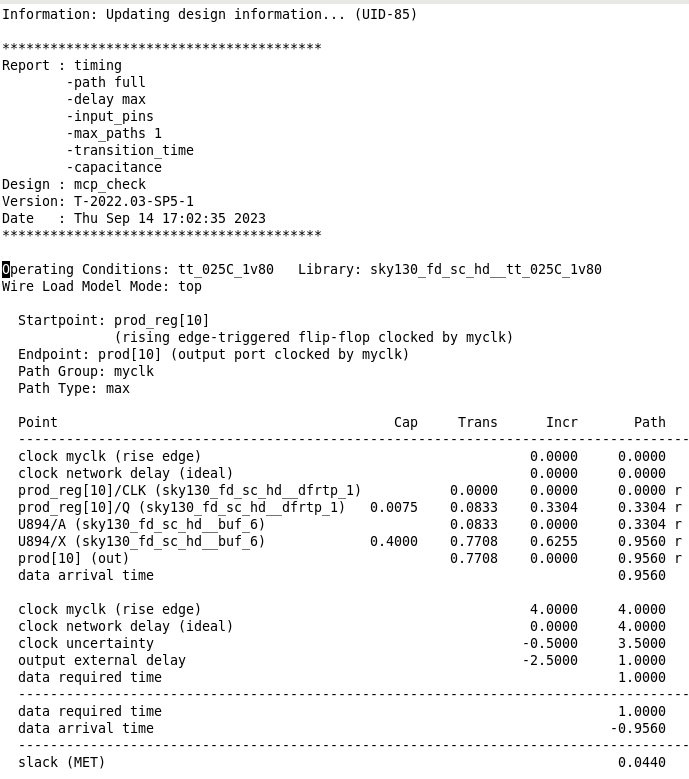 Information: Updating design information... (UID-85)

****************************************
Report : timing
        -path full
        -delay max
        -input_pins
        -max_paths 1
        -transition_time
        -capacitance
Design : mcp_check
Version: T-2022.03-SP5-1
Date   : Thu Sep 14 17:02:35 2023
****************************************

Operating Conditions: tt_025C_1v80   Library: sky130_fd_sc_hd__tt_025C_1v80
Wire Load Model Mode: top

  Startpoint: prod_reg[10]
              (rising edge-triggered flip-flop clocked by myclk)
  Endpoint: prod[10] (output port clocked by myclk)
  Path Group: myclk
  Path Type: max

  Point                                          Cap     Trans      Incr       Path
  ------------------------------------------------------------------------------------
  clock myclk (rise edge)                                         0.0000     0.0000
  clock network delay (ideal)                                     0.0000     0.0000
  prod_reg[10]/CLK (sky130_fd_sc_hd__dfrtp_1)           0.0000    0.0000     0.0000 r
  prod_reg[10]/Q (sky130_fd_sc_hd__dfrtp_1)   0.0075    0.0833    0.3304     0.3304 r
  U894/A (sky130_fd_sc_hd__buf_6)                       0.0833    0.0000     0.3304 r
  U894/X (sky130_fd_sc_hd__buf_6)             0.4000    0.7708    0.6255     0.9560 r
  prod[10] (out)                                        0.7708    0.0000     0.9560 r
  data arrival time                                                          0.9560

  clock myclk (rise edge)                                         4.0000     4.0000
  clock network delay (ideal)                                     0.0000     4.0000
  clock uncertainty                                              -0.5000     3.5000
  output external delay                                          -2.5000     1.0000
  data required time                                                         1.0000
  ------------------------------------------------------------------------------------
  data required time                                                         1.0000
  data arrival time                                                         -0.9560
  ------------------------------------------------------------------------------------
  slack (MET)                                                                0.0440